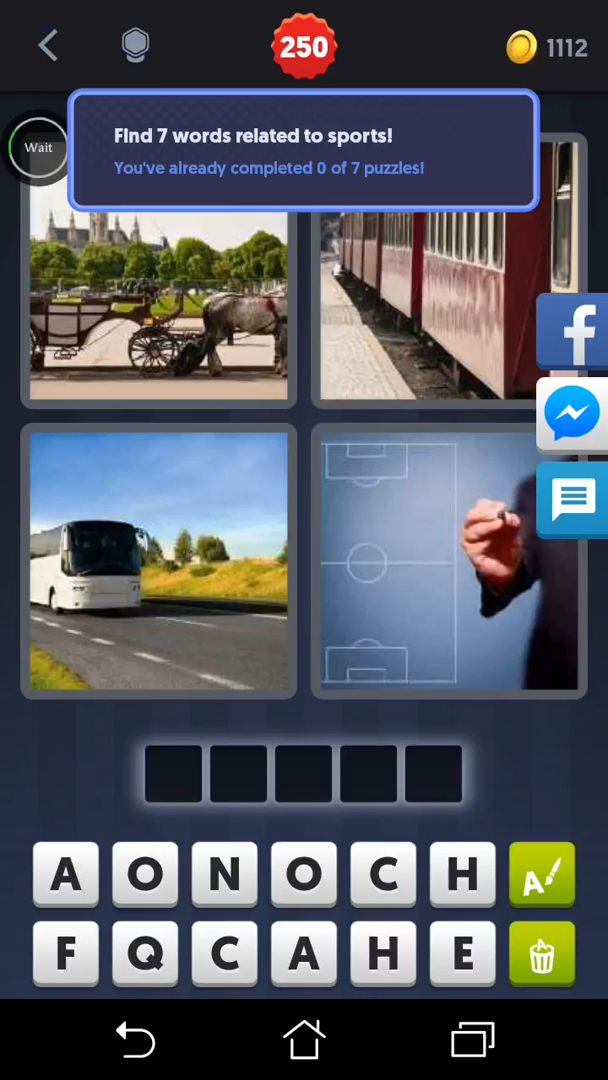 250
1112
Wait
Find 7 words related to sports!
You've already completed 0 of 7 puzzles!
A O N O C H A
F Q C A H E